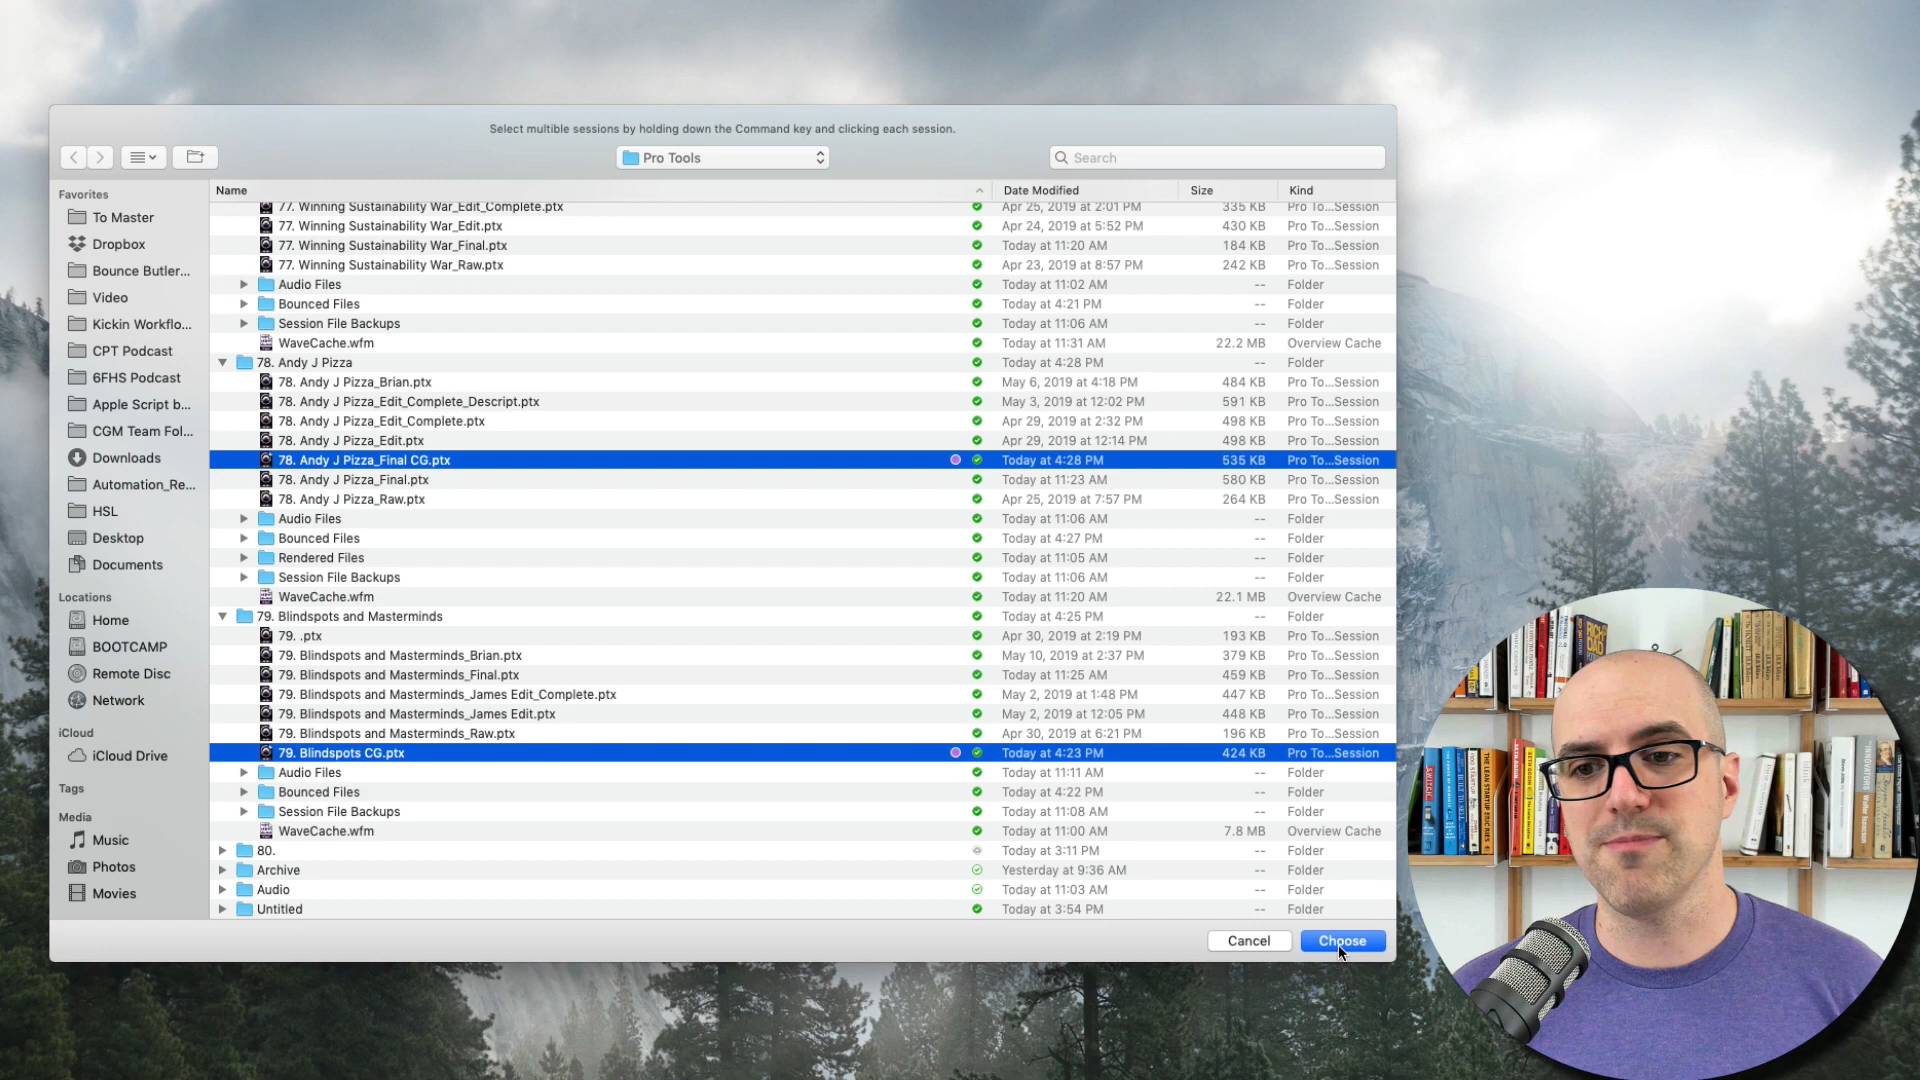 Select multible sessions by holding down the Command key and clicking each session.
Pro Tools
Search
Favorites
To Master
Dropbox
Bounce Butler...
Video
Kickin Workflo...
CPT Podcast
6FHS Podcast
Apple Script b...
CGM Team Fol...
Downloads
Automation_Re...
HSL
Desktop
Documents
Locations
Home
BOOTCAMP
Remote Disc
Network
iCloud
iCloud Drive
Tags
Media
Music
Photos
Movies
Name Date Modified Size Kind
77. Winning Sustainability War_Edit_Complete.ptx Apr 25, 2019 at 2:01 PM 335 KB Pro To...Session
77. Winning Sustainability War_Edit.ptx Apr 24, 2019 at 5:52 PM 430 KB Pro To...Session
77. Winning Sustainability War_Final.ptx Today at 11:20 AM 184 KB Pro To...Session
77. Winning Sustainability War_Raw.ptx Apr 23, 2019 at 8:57 PM 242 KB Pro To...Session
Audio Files Today at 11:02 AM -- Folder
Bounced Files Today at 4:21 PM -- Folder
Session File Backups Today at 11:06 AM -- Folder
WaveCache.wfm Today at 11:31 AM 22.2 MB Overview Cache
78. Andy J Pizza Today at 4:28 PM -- Folder
78. Andy J Pizza_Brian.ptx May 6, 2019 at 4:18 PM 484 KB Pro To...Session
78. Andy J Pizza_Edit_Complete_Descript.ptx May 3, 2019 at 12:02 PM 591 KB Pro To...Session
78. Andy J Pizza_Edit_Complete.ptx Apr 29, 2019 at 2:32 PM 498 KB Pro To...Session
78. Andy J Pizza_Edit.ptx Apr 29, 2019 at 12:14 PM 498 KB Pro To...Session
78. Andy J Pizza_Final CG.ptx Today at 4:28 PM 535 KB Pro To...Session
78. Andy J Pizza_Final.ptx Today at 11:23 AM 580 KB Pro To...Session
78. Andy J Pizza_Raw.ptx Apr 25, 2019 at 7:57 PM 264 KB Pro To...Session
Audio Files Today at 11:06 AM -- Folder
Bounced Files Today at 4:27 PM -- Folder
Rendered Files Today at 11:05 AM -- Folder
Session File Backups Today at 11:06 AM -- Folder
WaveCache.wfm Today at 11:20 AM 22.1 MB Overview Cache
79. Blindspots and Masterminds Today at 4:25 PM -- Folder
79. .ptx Apr 30, 2019 at 2:19 PM 193 KB Pro To...Session
79. Blindspots and Masterminds_Brian.ptx May 10, 2019 at 2:37 PM 379 KB Pro To...Session
79. Blindspots and Masterminds_Final.ptx Today at 11:25 AM 459 KB Pro To...Session
79. Blindspots and Masterminds_James Edit_Complete.ptx May 2, 2019 at 1:48 PM 447 KB Pro To...Session
79. Blindspots and Masterminds_James Edit.ptx May 2, 2019 at 12:05 PM 448 KB Pro To...Session
79. Blindspots and Masterminds_Raw.ptx Apr 30, 2019 at 6:21 PM 196 KB Pro To...Session
79. Blindspots CG.ptx Today at 4:23 PM 424 KB Pro To...Session
Audio Files Today at 11:11 AM -- Folder
Bounced Files Today at 4:22 PM -- Folder
Session File Backups Today at 11:08 AM -- Folder
WaveCache.wfm Today at 11:00 AM 7.8 MB Overview Cache
80. Today at 3:11 PM -- Folder
Archive Yesterday at 9:36 AM -- Folder
Audio Today at 11:03 AM -- Folder
Untitled Today at 3:54 PM -- Folder
Cancel Choose
SWITCH
BUILT TO SELL
THE LEAN STARTUP ERIC RIES
INNOVATORS